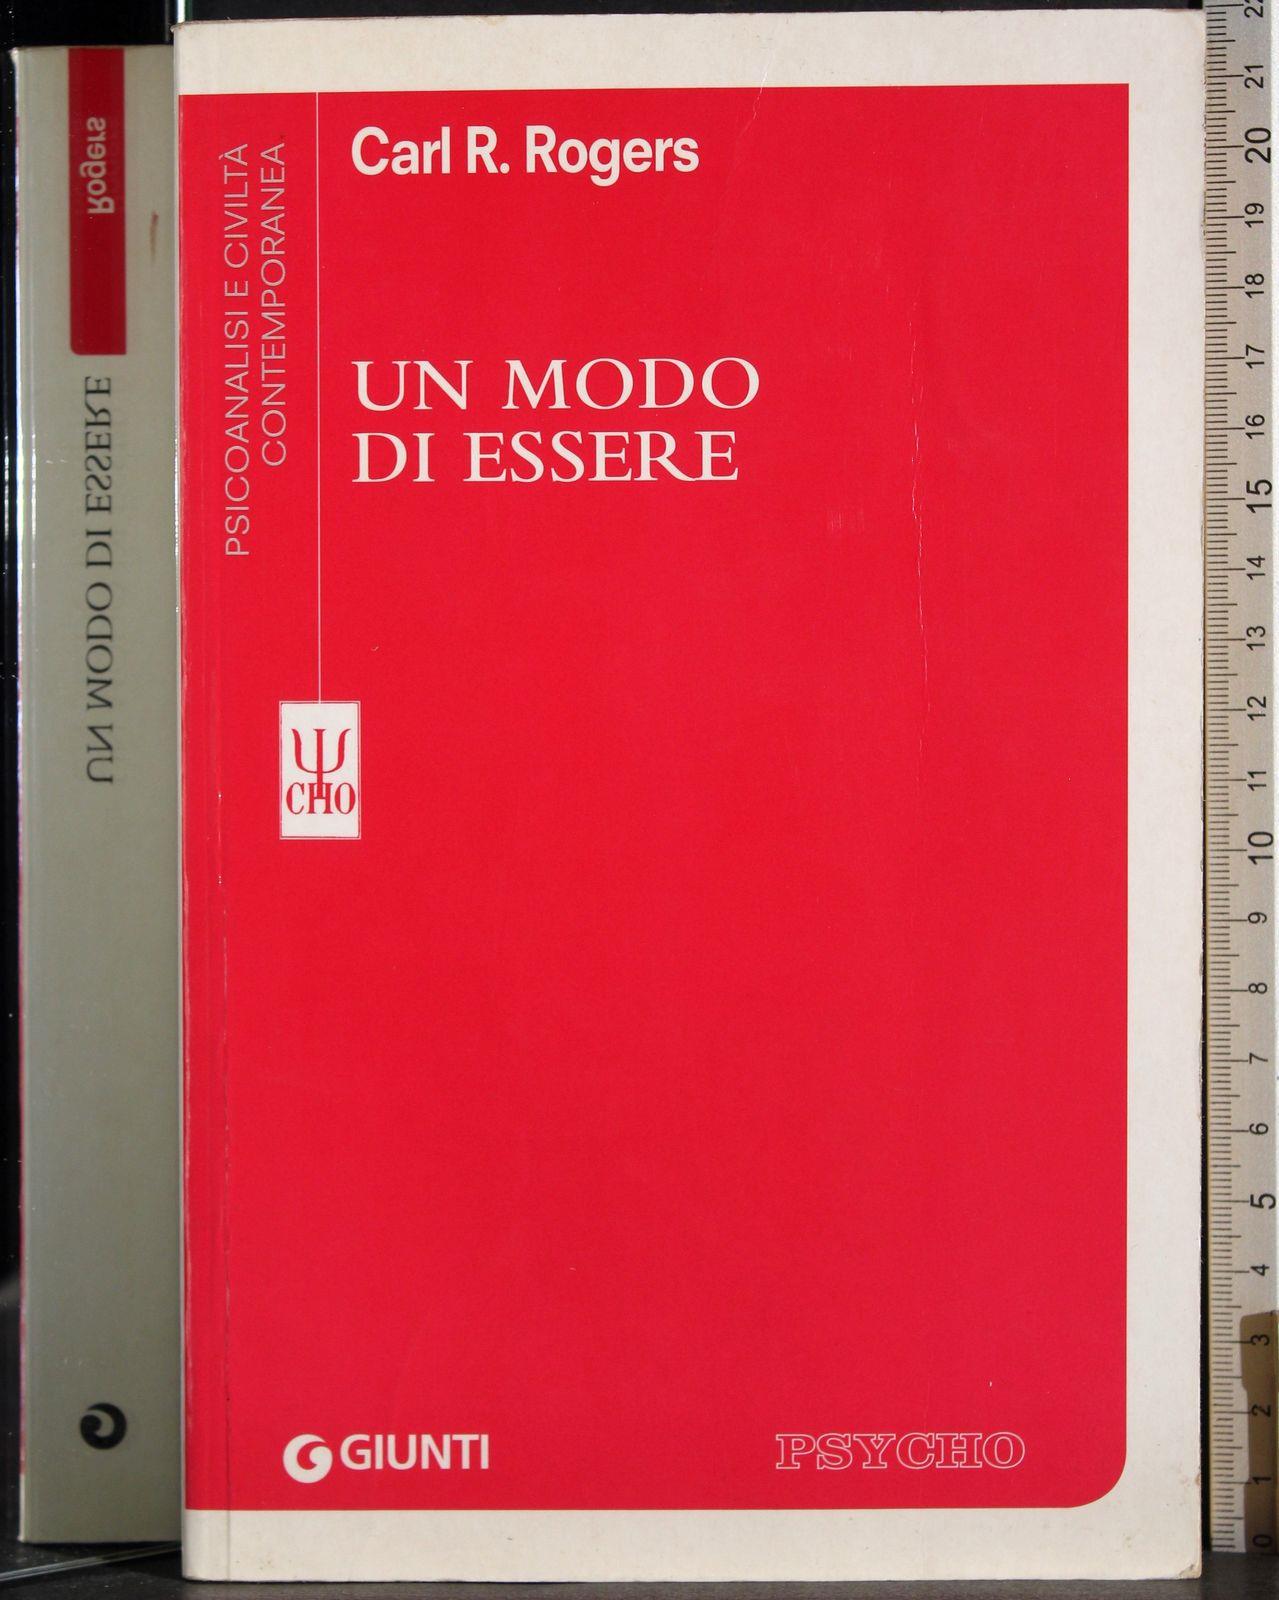 Rogers
UN MODO DI ESSERE
PSICOANALISI E CIVILTÀ
CONTEMPORANEA
Carl R. Rogers
UN MODO
DI ESSERE
ΨCHO
GIUNTI
PSYCHO
22
21
20
19
18
17
16
15
14
13
12
11
10
9
8
7
6
5
4
3
2
1
0